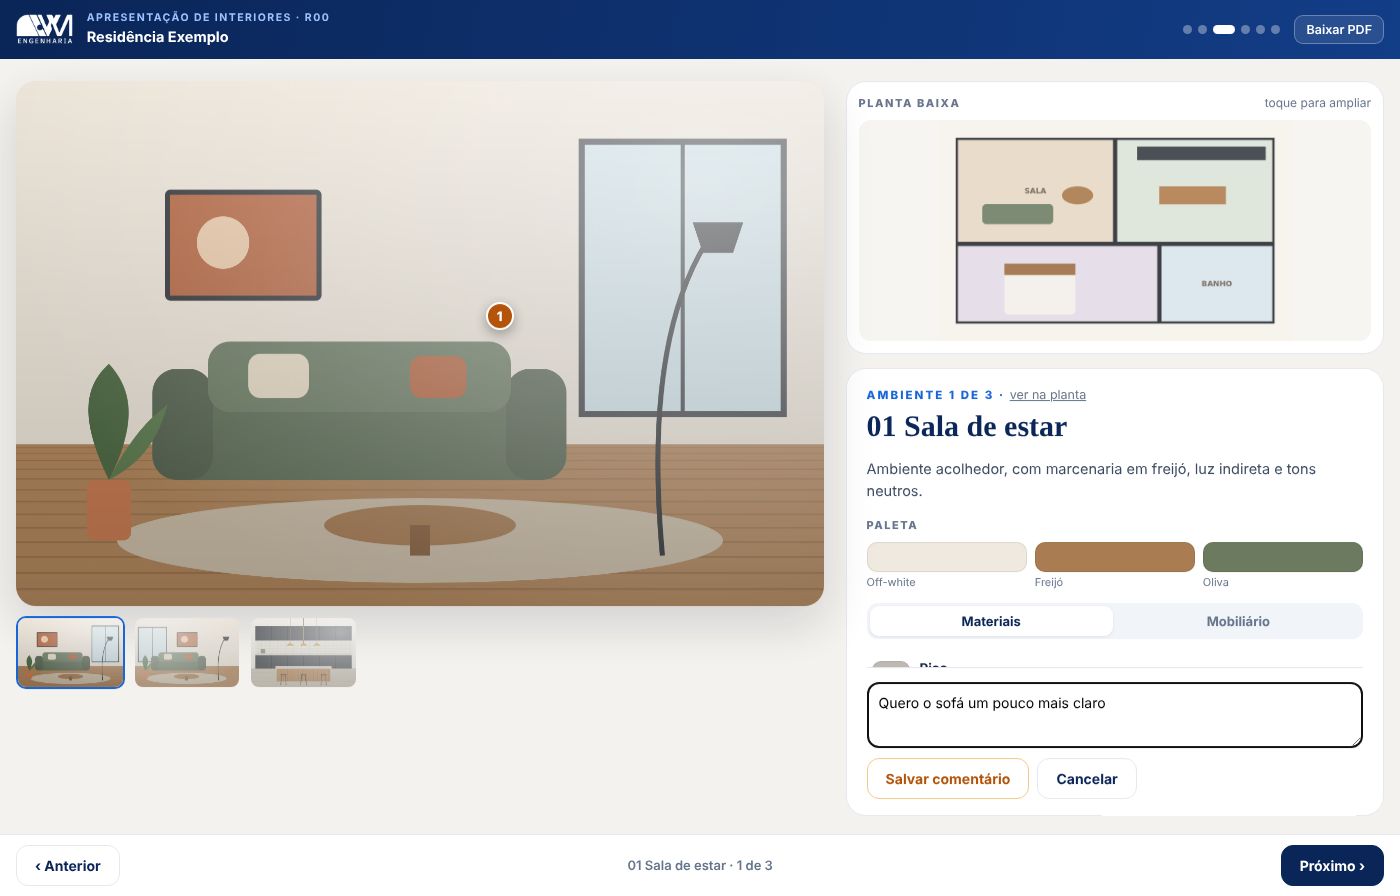 ENGENHARIA
APRESENTAÇÃO DE INTERIORES · R00
Residência Exemplo
Baixar PDF
1
PLANTA BAIXA
toque para ampliar
SALA
BANHO
AMBIENTE 1 DE 3 · ver na planta
01 Sala de estar
Ambiente acolhedor, com marcenaria em freijó, luz indireta e tons
neutros.
PALETA
Off-white
Freijó
Oliva
Materiais
Mobiliário
Quero o sofá um pouco mais claro
Salvar comentário
Cancelar
‹ Anterior
01 Sala de estar · 1 de 3
Próximo ›